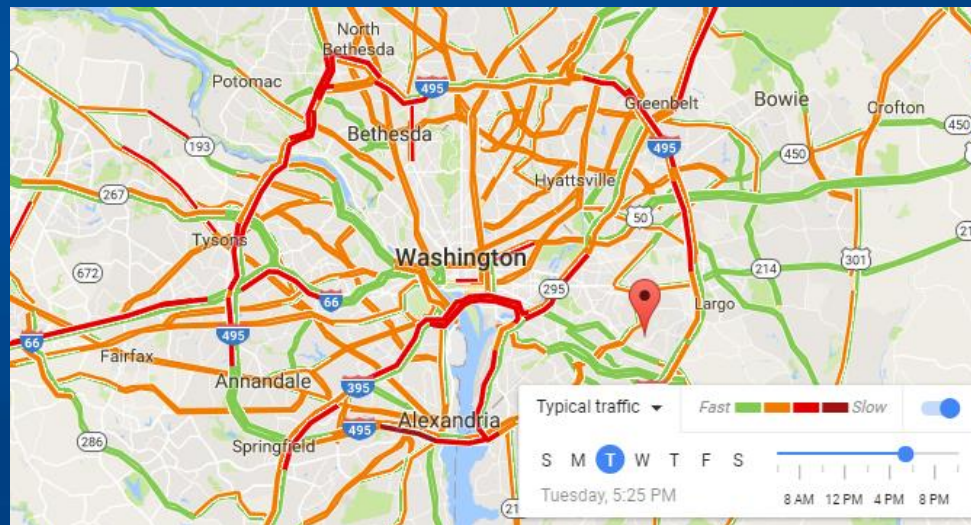 North
Bethesda
Potomac
495
Greenbelt
Bowie
Crofton
450
Bethesda
193
495
450
267
Hyattsville
50
Tysons
Washington
301
672
214
295
66
Largo
66
495
Fairfax
Annandale
395
Alexandria
495
286
Springfield
Typical traffic
Fast
Slow
S M T W T F S
Tuesday, 5:25 PM
8 AM 12 PM 4 PM 8 PM